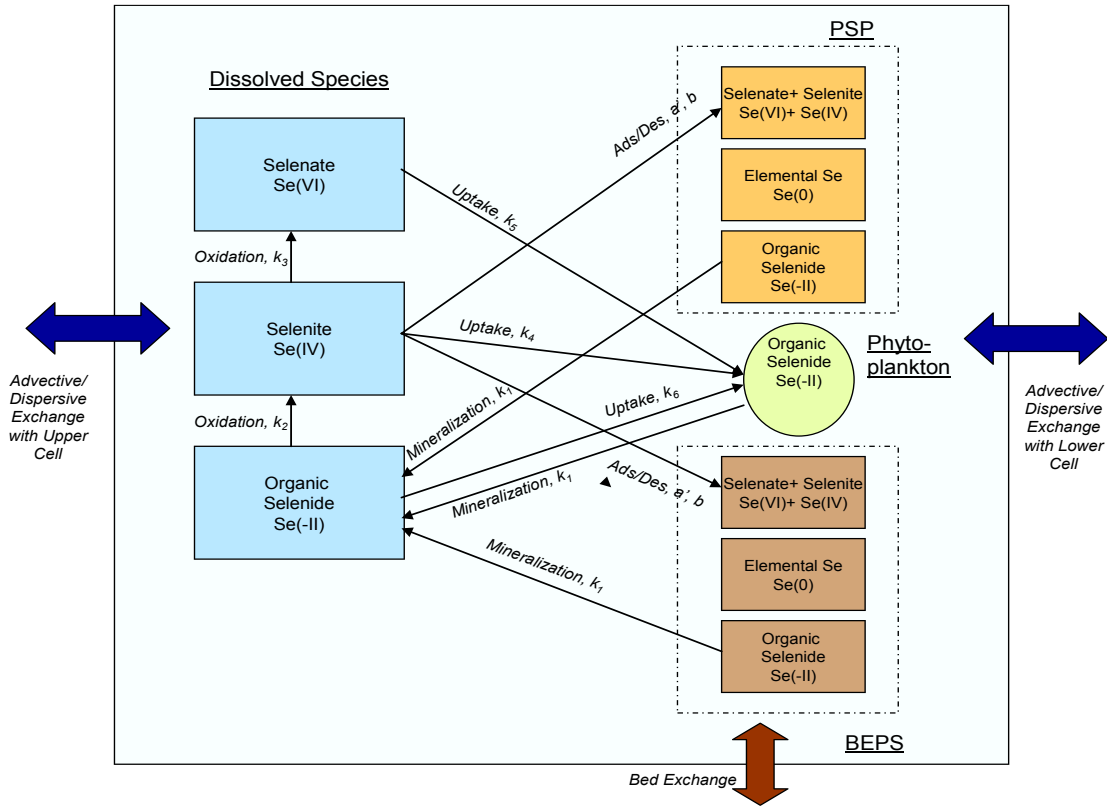 PSP
Dissolved Species
Selenate+ Selenite
Se(VI)+ Se(IV)
Ads/Des, a', b
Selenate
Se(VI)
Elemental Se
Se(0)
Uptake, k5
Organic
Selenide
Se(-II)
Oxidation, k3
Selenite
Se(IV)
Uptake, k4
Organic
Selenide
Se(-II)
Phyto-
plankton
Advective/
Dispersive
Exchange
with Upper
Cell
Advective/
Dispersive
Exchange
with Lower
Cell
Mineralization, k1
Uptake, k6
Oxidation, k2
Organic
Selenide
Se(-II)
Mineralization, k1
Ads/Des, a', b
Selenate+ Selenite
Se(VI)+ Se(IV)
Mineralization, k1
Elemental Se
Se(0)
Organic
Selenide
Se(-II)
BEPS
Bed Exchange